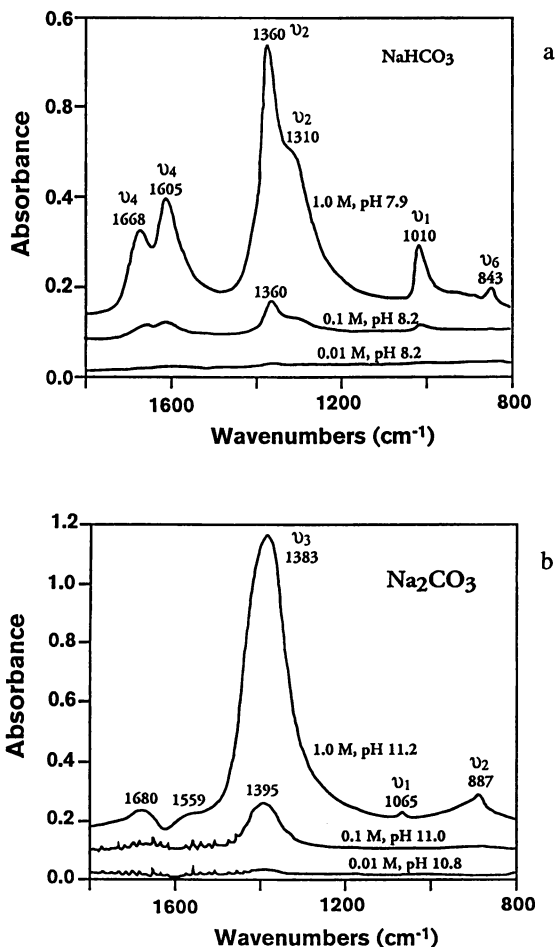 0.6
1360 υ2
NaHCO3
a
0.8
υ2
1310
υ4
1605
υ4
1668
0.4
1.0 M, pH 7.9
υ1
1010
υ6
843
0.2
1360
0.1 M, pH 8.2
0.01 M, pH 8.2
0.0
Absorbance
1600
1200
800
Wavenumbers (cm-1)
1.2
υ3
1383
b
Na2CO3
1.0
0.8
0.6
1.0 M, pH 11.2
0.4
υ2
887
1680
1559
1395
υ1
1065
0.2
0.1 M, pH 11.0
0.01 M, pH 10.8
0.0
Absorbance
1600
1200
800
Wavenumbers (cm-1)